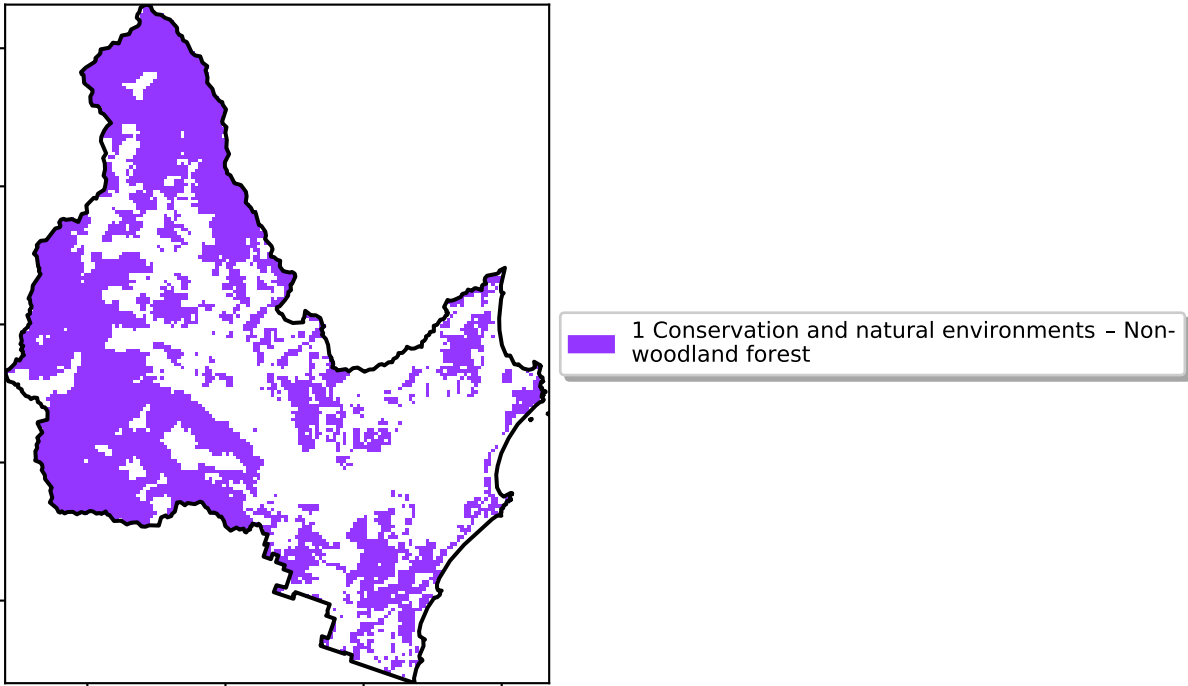 1 Conservation and natural environments – Non-
woodland forest